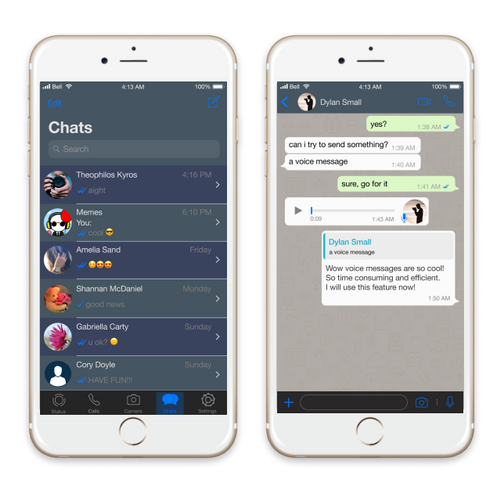 Bell 4:13 AM 100%
Edit
Chats
Search
Theophilos Kyros 4:16 PM
aight
Memes 6:10 PM
You:
cool 😎
Amelia Sand Friday
😍😍😍
Shannan McDaniel Monday
good news
Gabriella Carty Sunday
u ok? 😳
Cory Doyle Sunday
HAVE FUN!!!
Status Calls Camera Chats Settings
Bell 4:13 AM 100%
Dylan Small
yes?
1:39 AM
can i try to send something? 1:39 AM
a voice message 1:40 AM
sure, go for it
1:41 AM
0:09 1:43 AM
Dylan Small
a voice message
Wow voice messages are so cool!
So time consuming and efficient.
I will use this feature now!
1:50 AM